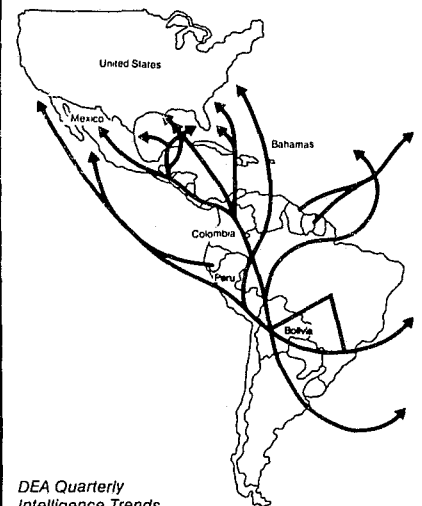 United States
Mexico
Bahamas
Colombia
Peru
Bolivia
DEA Quarterly
Intelligence Trends